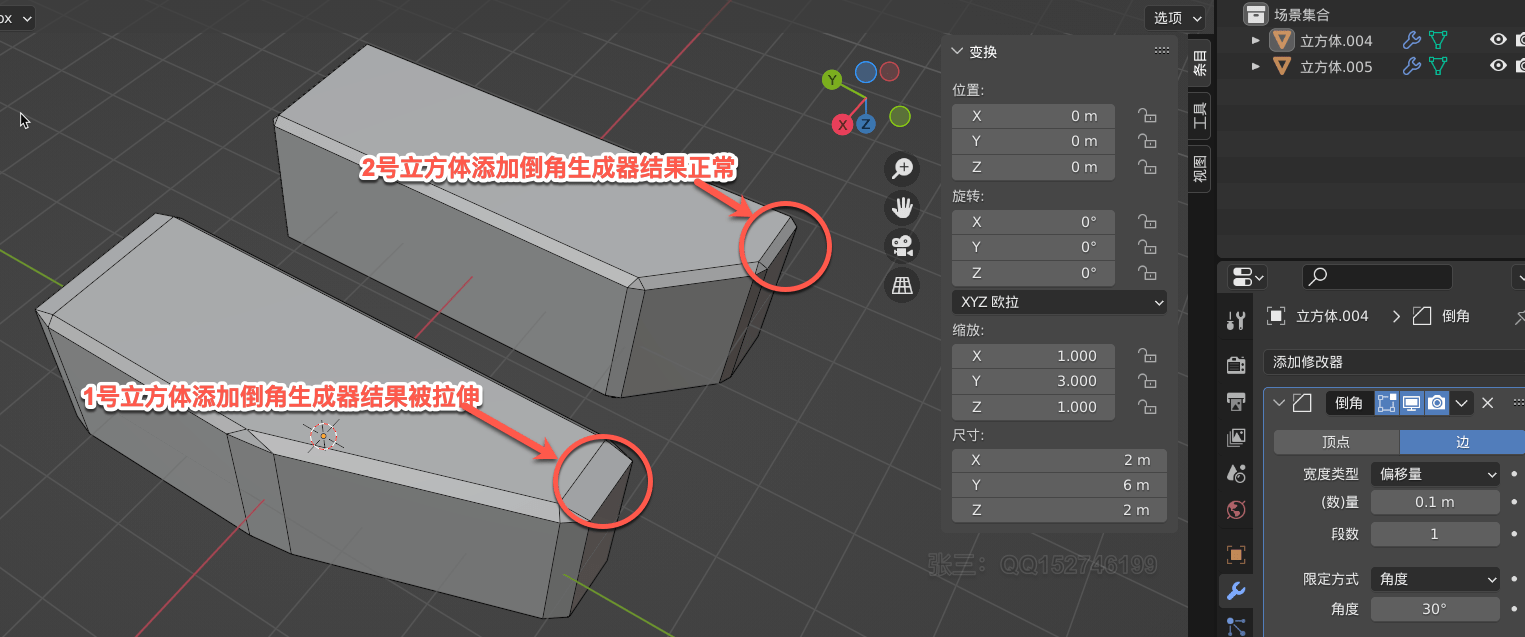 选项
Y
X
Z
2号立方体添加倒角生成器结果正常
1号立方体添加倒角生成器结果被拉伸
变换
位置:
X 0 m
Y 0 m
Z 0 m
旋转:
X 0°
Y 0°
Z 0°
XYZ 欧拉
缩放:
X 1.000
Y 3.000
Z 1.000
尺寸:
X 2 m
Y 6 m
Z 2 m
条目
工具
视图
张三：QQ152746199
场景集合
立方体.004
立方体.005
立方体.004 倒角
添加修改器
倒角
顶点 边
宽度类型 偏移量
(数)量 0.1 m
段数 1
限定方式 角度
角度 30°